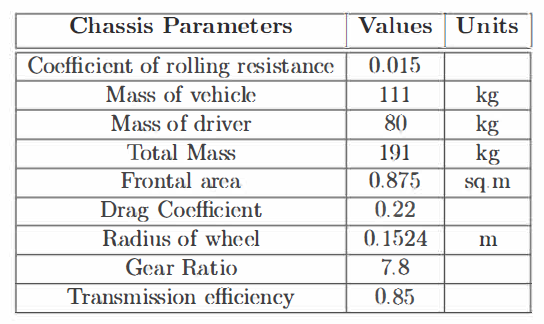 Chassis Parameters Values Units
Coefficient of rolling resistance 0.015
Mass of vehicle 111 kg
Mass of driver 80 kg
Total Mass 191 kg
Frontal area 0.875 sq.m
Drag Coefficient 0.22
Radius of wheel 0.1524 m
Gear Ratio 7.8
Transmission efficiency 0.85